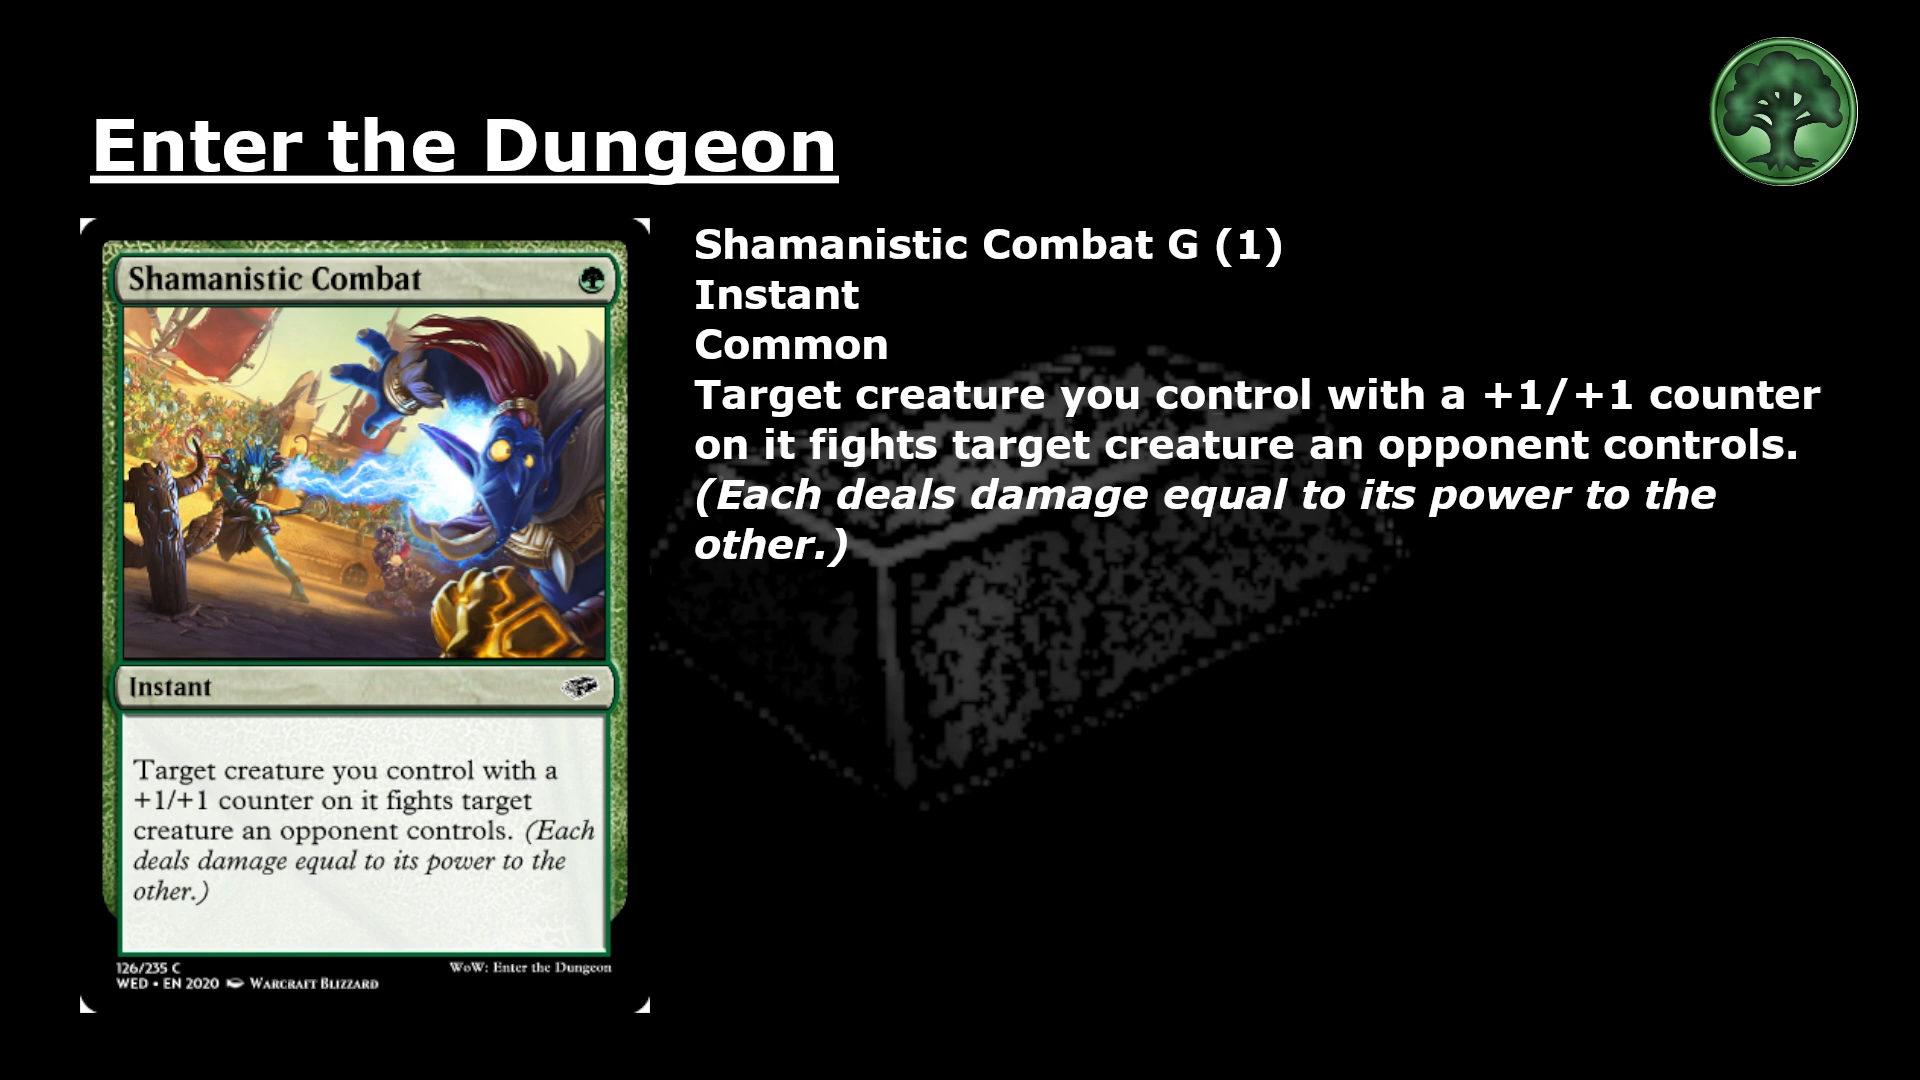 Enter the Dungeon
Shamanistic Combat
Instant
Target creature you control with a
+1/+1 counter on it fights target
creature an opponent controls. (Each
deals damage equal to its power to the
other.)
126/235 C
WED • EN 2020 WARCRAFT BLIZZARD
WoW: Enter the Dungeon
Shamanistic Combat G (1)
Instant
Common
Target creature you control with a +1/+1 counter
on it fights target creature an opponent controls.
(Each deals damage equal to its power to the
other.)